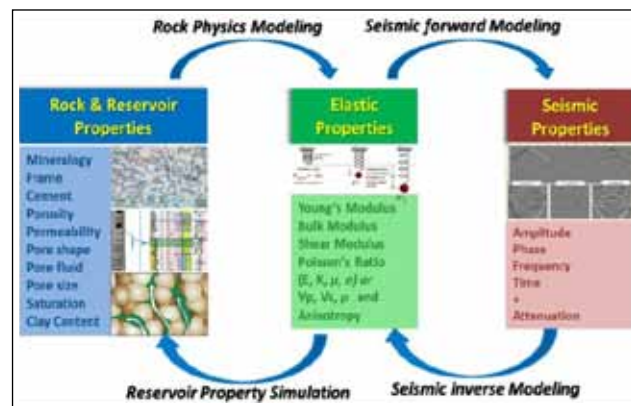 Rock Physics Modeling
Seismic forward Modeling
Rock & Reservoir
Properties
Mineralogy
Frame
Cement
Porosity
Permeability
Pore shape
Pore fluid
Pore size
Saturation
Clay Content
Elastic
Properties
Young's Modulus
Bulk Modulus
Shear Modulus
Poisson's Ratio
(E, K, μ, σ) or
Vp, Vs, ρ and
Anisotropy
Seismic
Properties
Amplitude
Phase
Frequency
Time
+
Attenuation
Reservoir Property Simulation
Seismic inverse Modeling